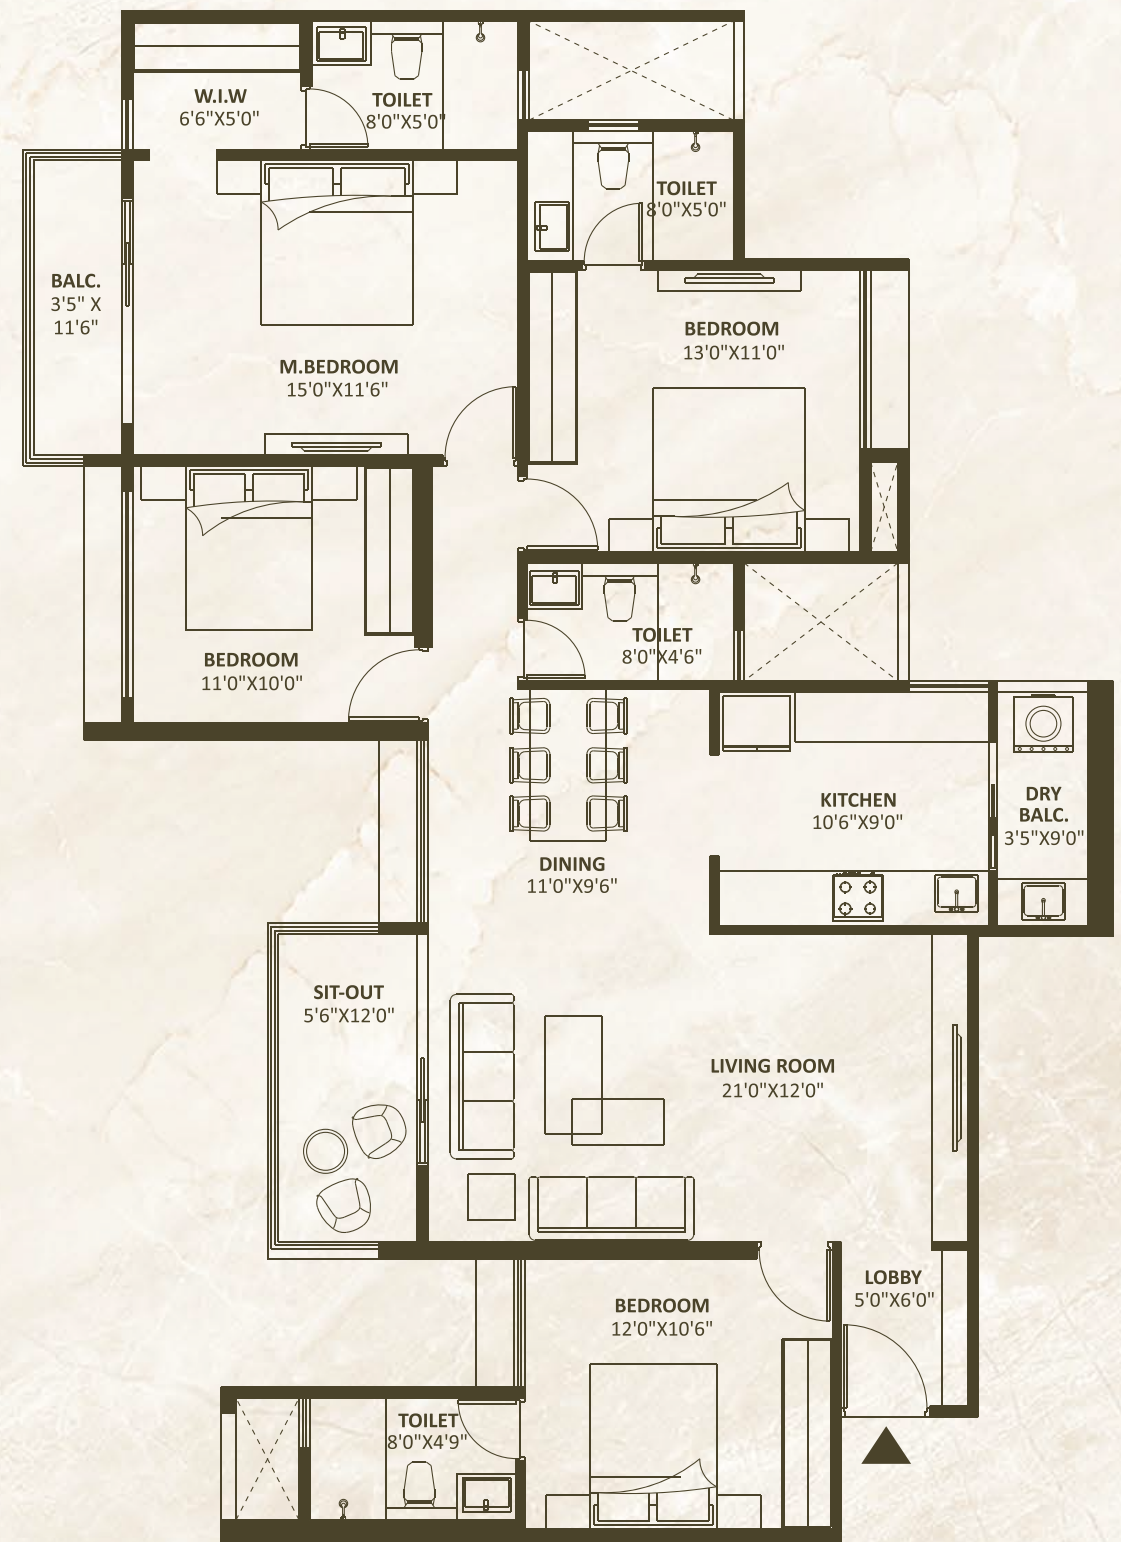 W.I.W
6'6"X5'0"
TOILET
8'0"X5'0"
TOILET
8'0"X5'0"
BALC.
3'5" X
11'6"
M.BEDROOM
15'0"X11'6"
BEDROOM
13'0"X11'0"
BEDROOM
11'0"X10'0"
TOILET
8'0"X4'6"
KITCHEN
10'6"X9'0"
DRY
BALC.
3'5"X9'0"
DINING
11'0"X9'6"
SIT-OUT
5'6"X12'0"
LIVING ROOM
21'0"X12'0"
LOBBY
5'0"X6'0"
BEDROOM
12'0"X10'6"
TOILET
8'0"X4'9"